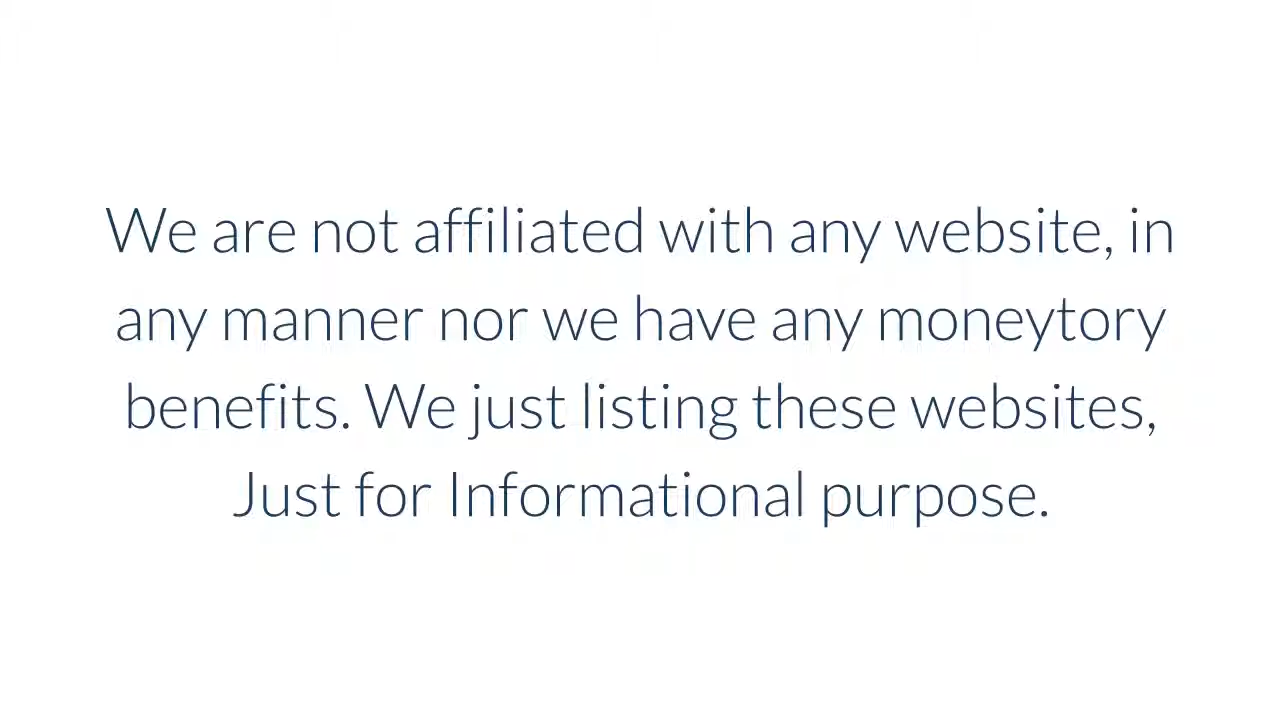 We are not affiliated with any website, in
any manner nor we have any moneytory
benefits. We just listing these websites,
Just for Informational purpose.